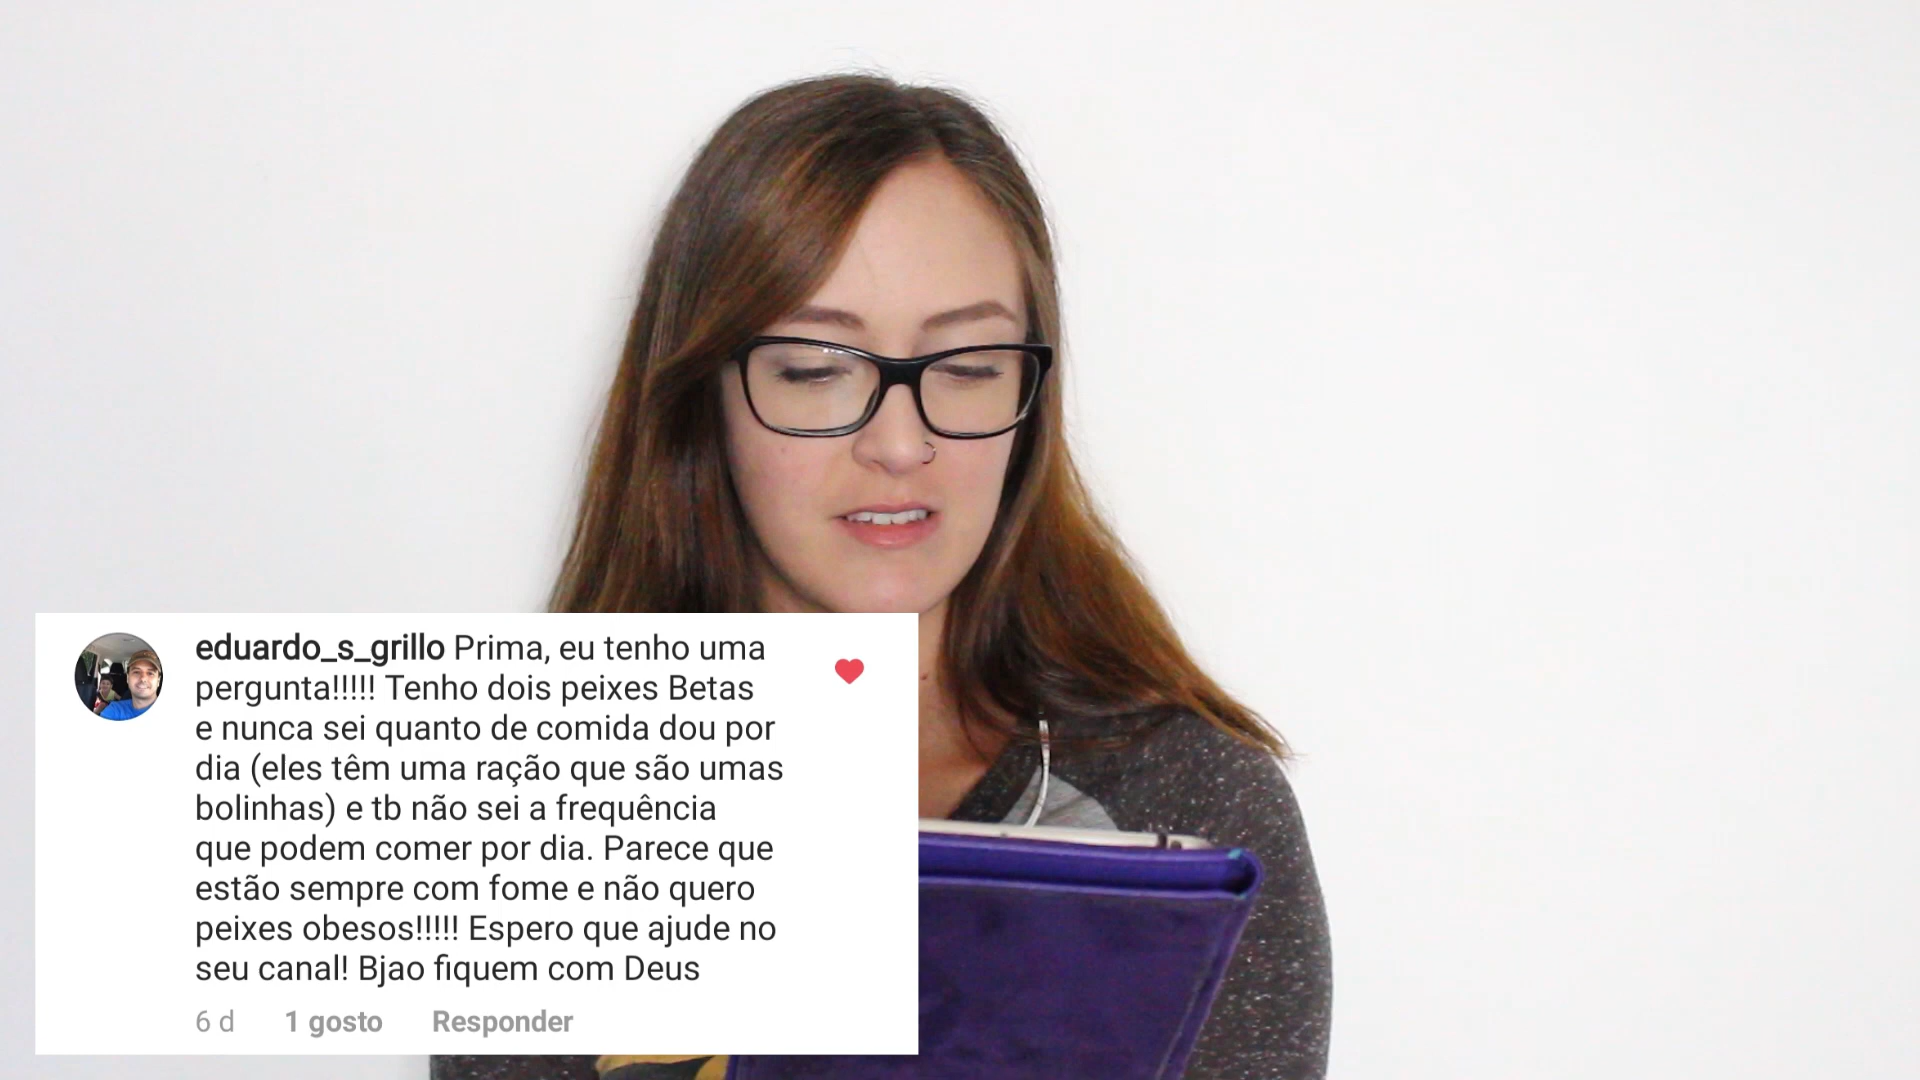 eduardo_s_grillo Prima, eu tenho uma
pergunta!!!!! Tenho dois peixes Betas
e nunca sei quanto de comida dou por
dia (eles têm uma ração que são umas
bolinhas) e tb não sei a frequência
que podem comer por dia. Parece que
estão sempre com fome e não quero
peixes obesos!!!!! Espero que ajude no
seu canal! Bjao fiquem com Deus
6 d 1 gosto Responder